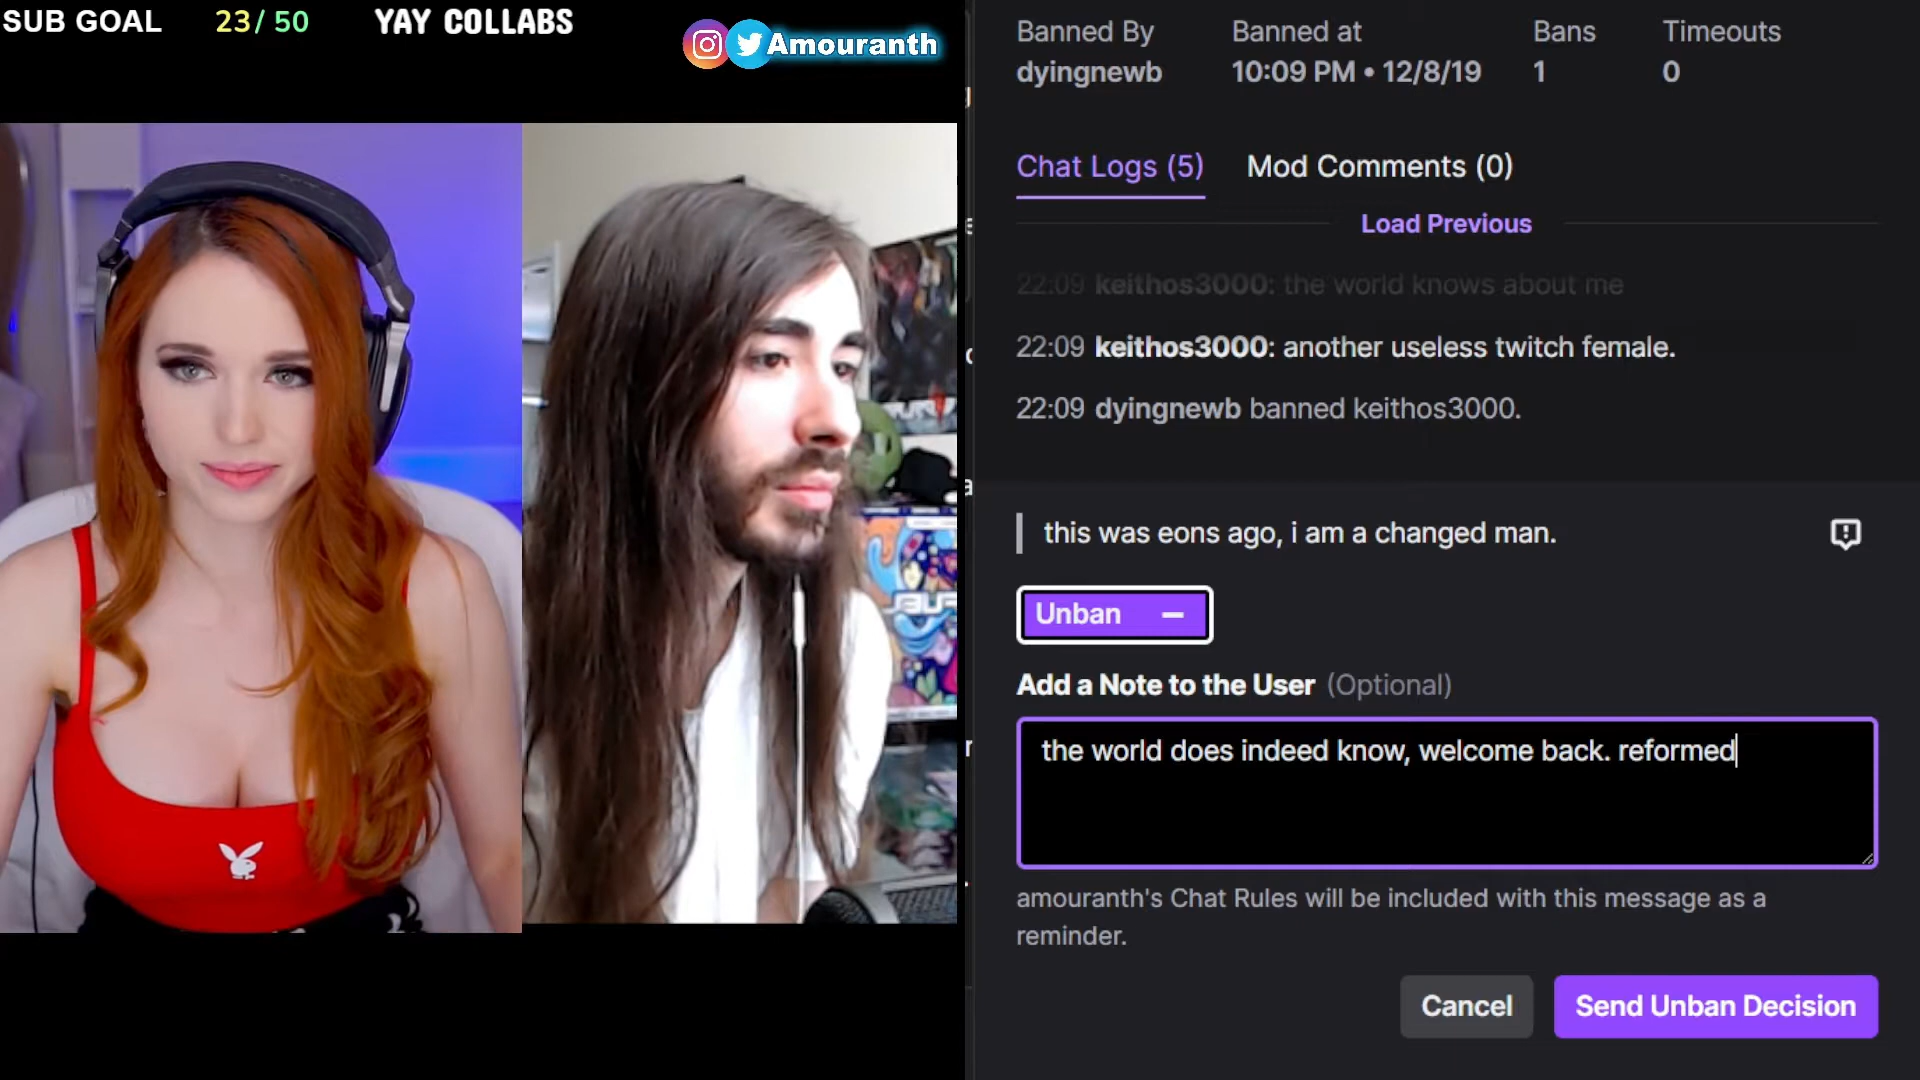 SUB GOAL 23/ 50 YAY COLLABS
Amouranth
Banned By Banned at Bans Timeouts
dyingnewb 10:09 PM • 12/8/19 1 0
Chat Logs (5) Mod Comments (0)
Load Previous
22:09 keithos3000: the world knows about me
22:09 keithos3000: another useless twitch female.
22:09 dyingnewb banned keithos3000.
this was eons ago, i am a changed man.
Unban
Add a Note to the User (Optional)
the world does indeed know, welcome back. reformed
amouranth's Chat Rules will be included with this message as a
reminder.
Cancel Send Unban Decision